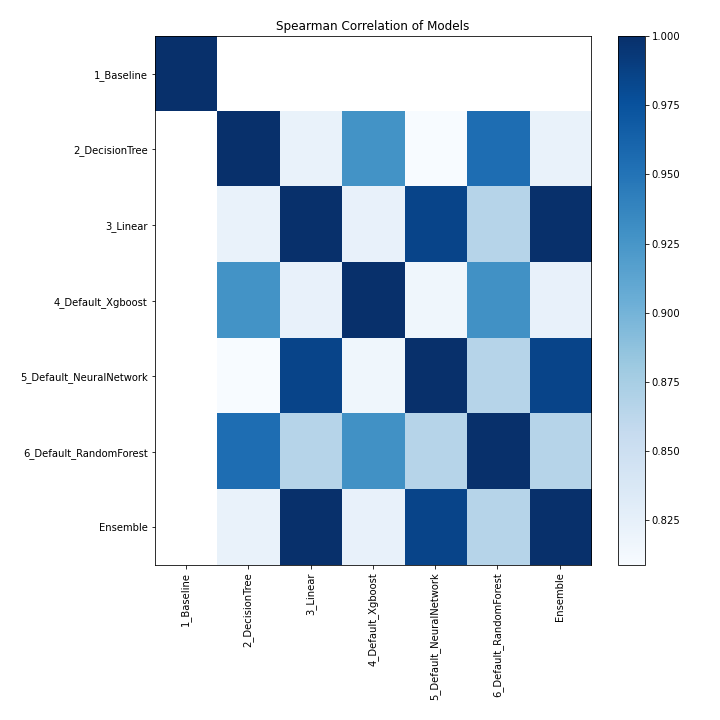 Spearman Correlation of Models
1_Baseline
2_DecisionTree
3_Linear
4_Default_Xgboost
5_Default_NeuralNetwork
6_Default_RandomForest
Ensemble
1_Baseline
2_DecisionTree
3_Linear
4_Default_Xgboost
5_Default_NeuralNetwork
6_Default_RandomForest
Ensemble
1.000
0.975
0.950
0.925
0.900
0.875
0.850
0.825